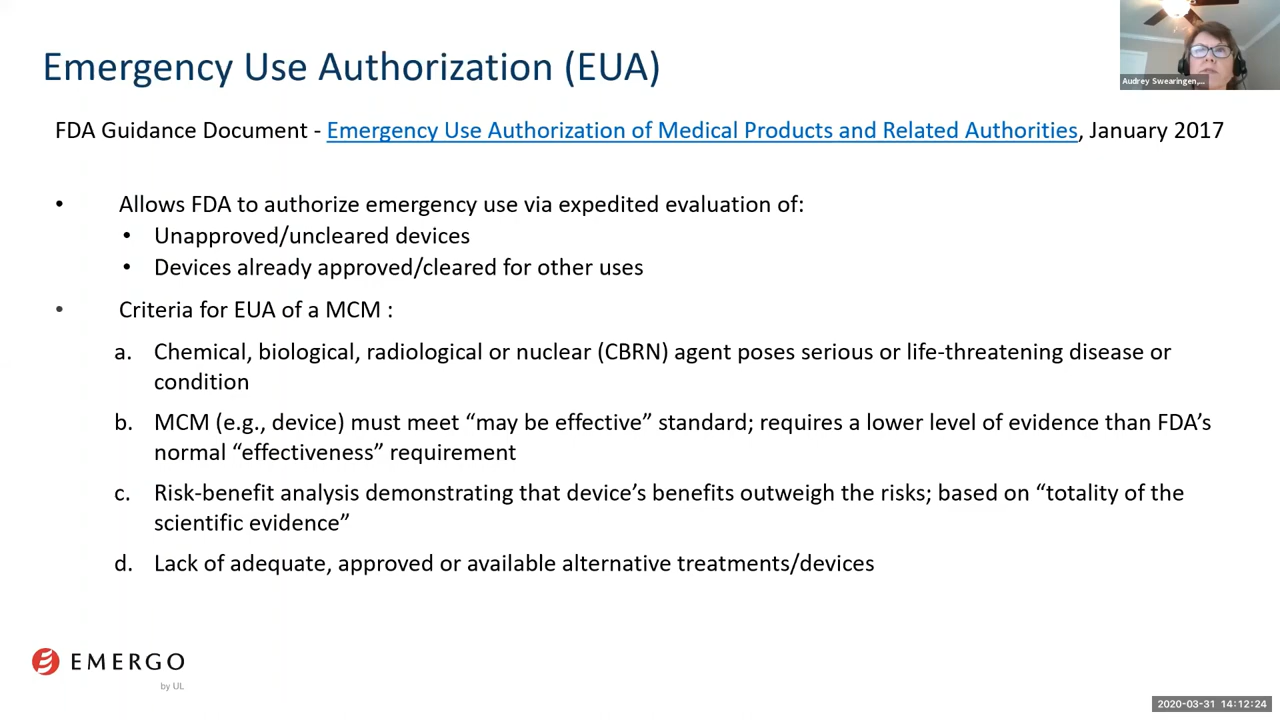 Emergency Use Authorization (EUA)
Audrey Swearingen,...
FDA Guidance Document - Emergency Use Authorization of Medical Products and Related Authorities, January 2017
• Allows FDA to authorize emergency use via expedited evaluation of:
• Unapproved/uncleared devices
• Devices already approved/cleared for other uses
• Criteria for EUA of a MCM :
a. Chemical, biological, radiological or nuclear (CBRN) agent poses serious or life-threatening disease or
condition
b. MCM (e.g., device) must meet “may be effective” standard; requires a lower level of evidence than FDA’s
normal “effectiveness” requirement
c. Risk-benefit analysis demonstrating that device’s benefits outweigh the risks; based on “totality of the
scientific evidence”
d. Lack of adequate, approved or available alternative treatments/devices
EMERGO
by UL
2020-03-31 14:12:24